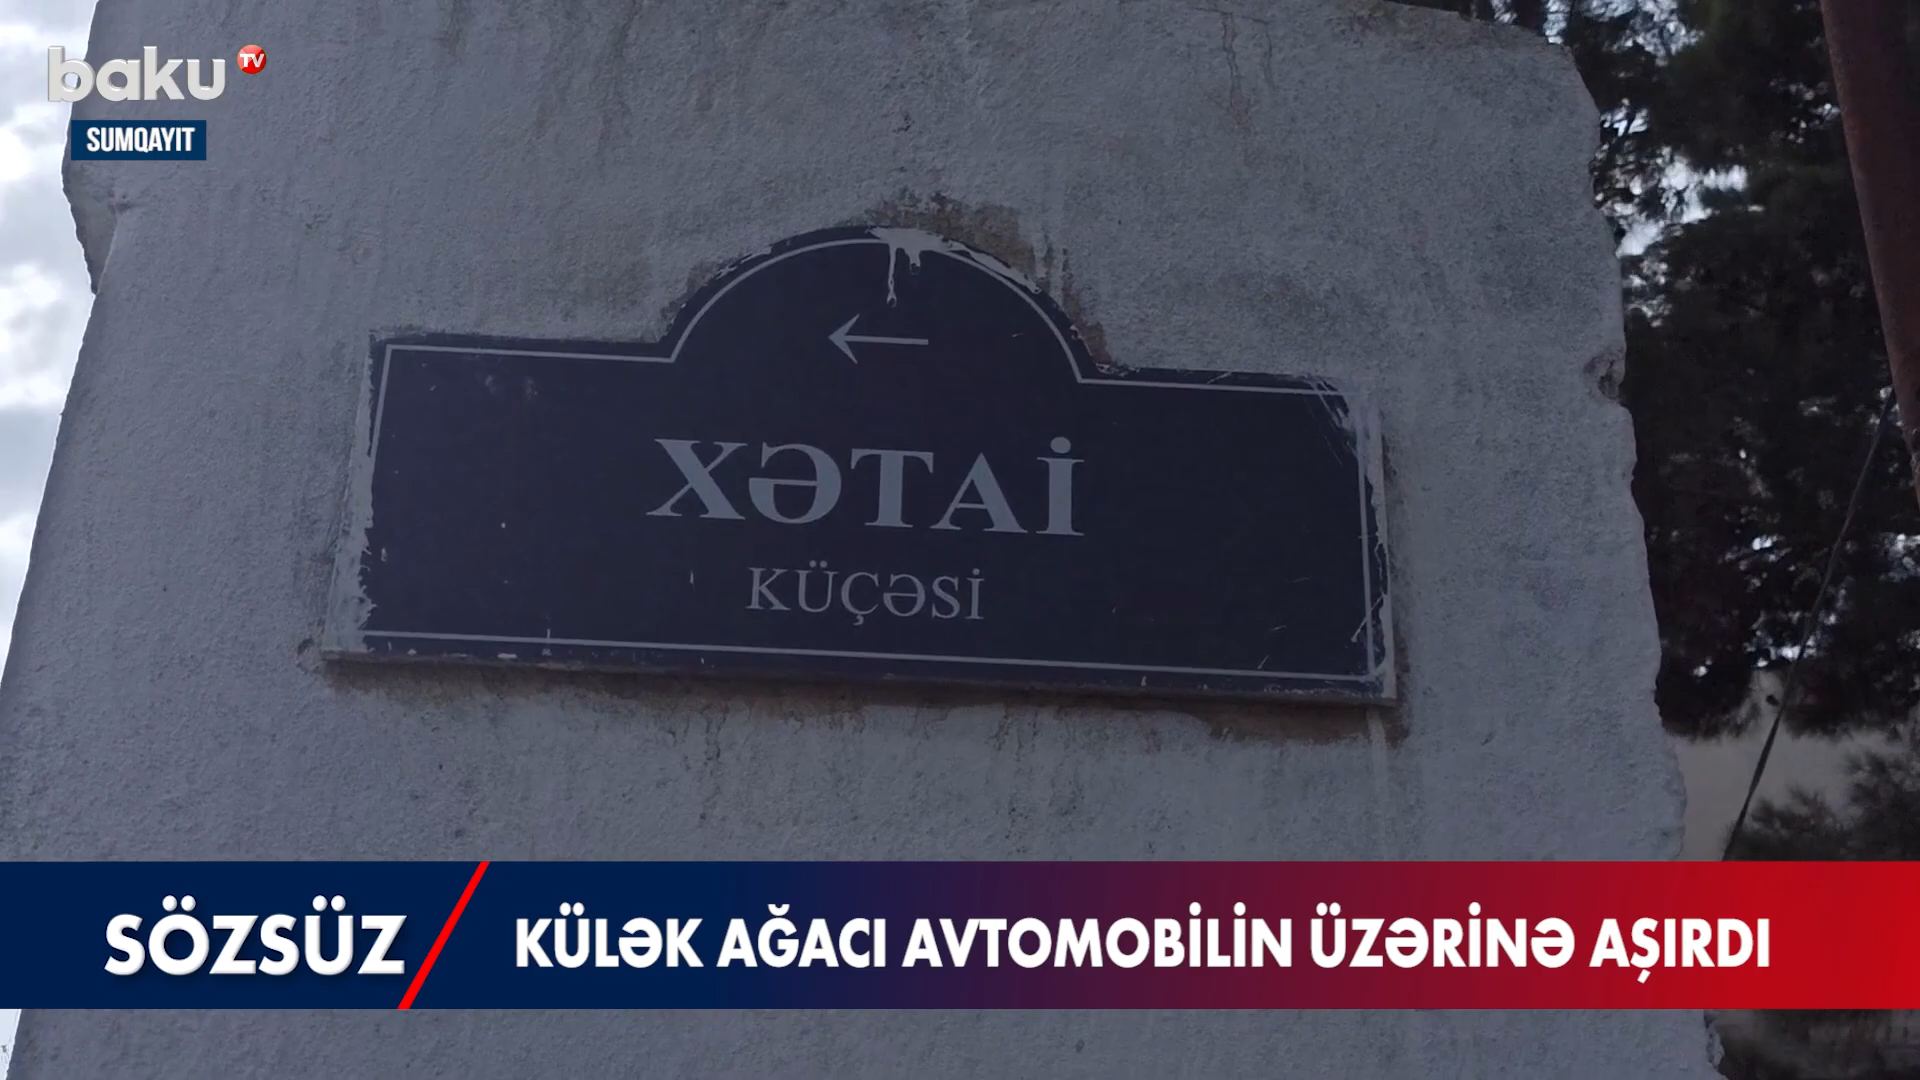 baku TV
SUMQAYIT
XƏTAİ
KÜÇƏSİ
SÖZSÜZ
KÜLƏK AĞACI AVTOMOBİLİN ÜZƏRİNƏ AŞIRDI